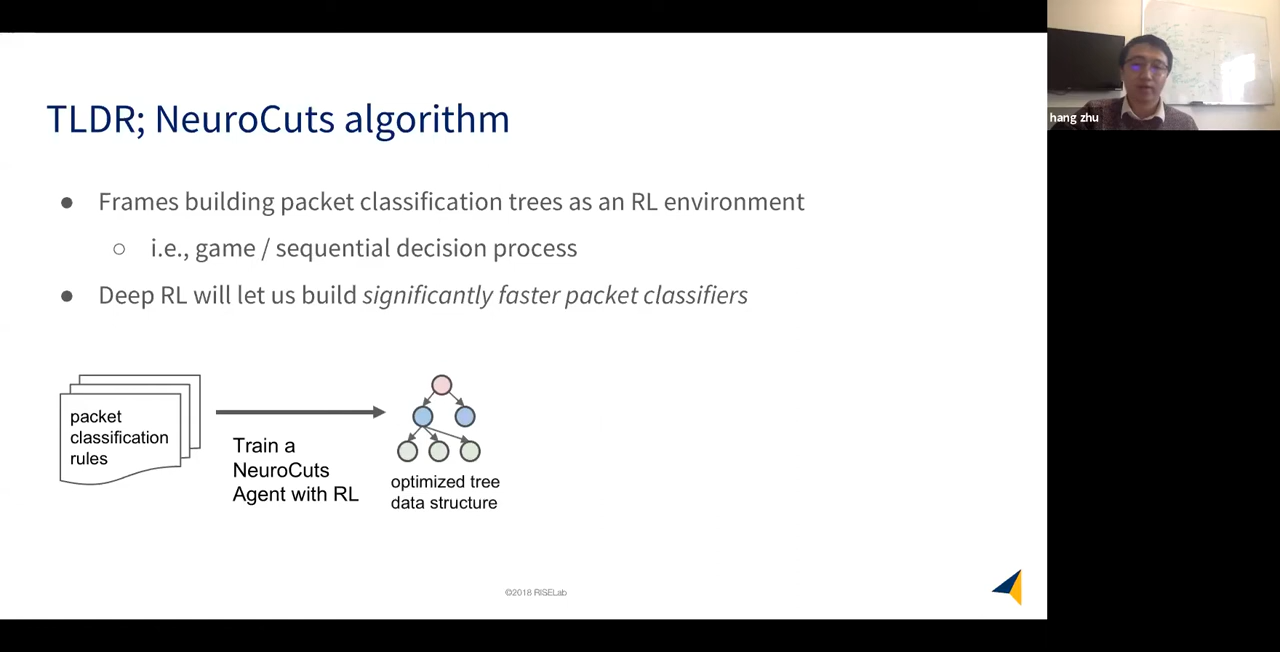 TLDR; NeuroCuts algorithm
● Frames building packet classification trees as an RL environment
○ i.e., game / sequential decision process
● Deep RL will let us build significantly faster packet classifiers
packet
classification
rules
Train a
NeuroCuts
Agent with RL
optimized tree
data structure
©2018 RISELab
hang zhu